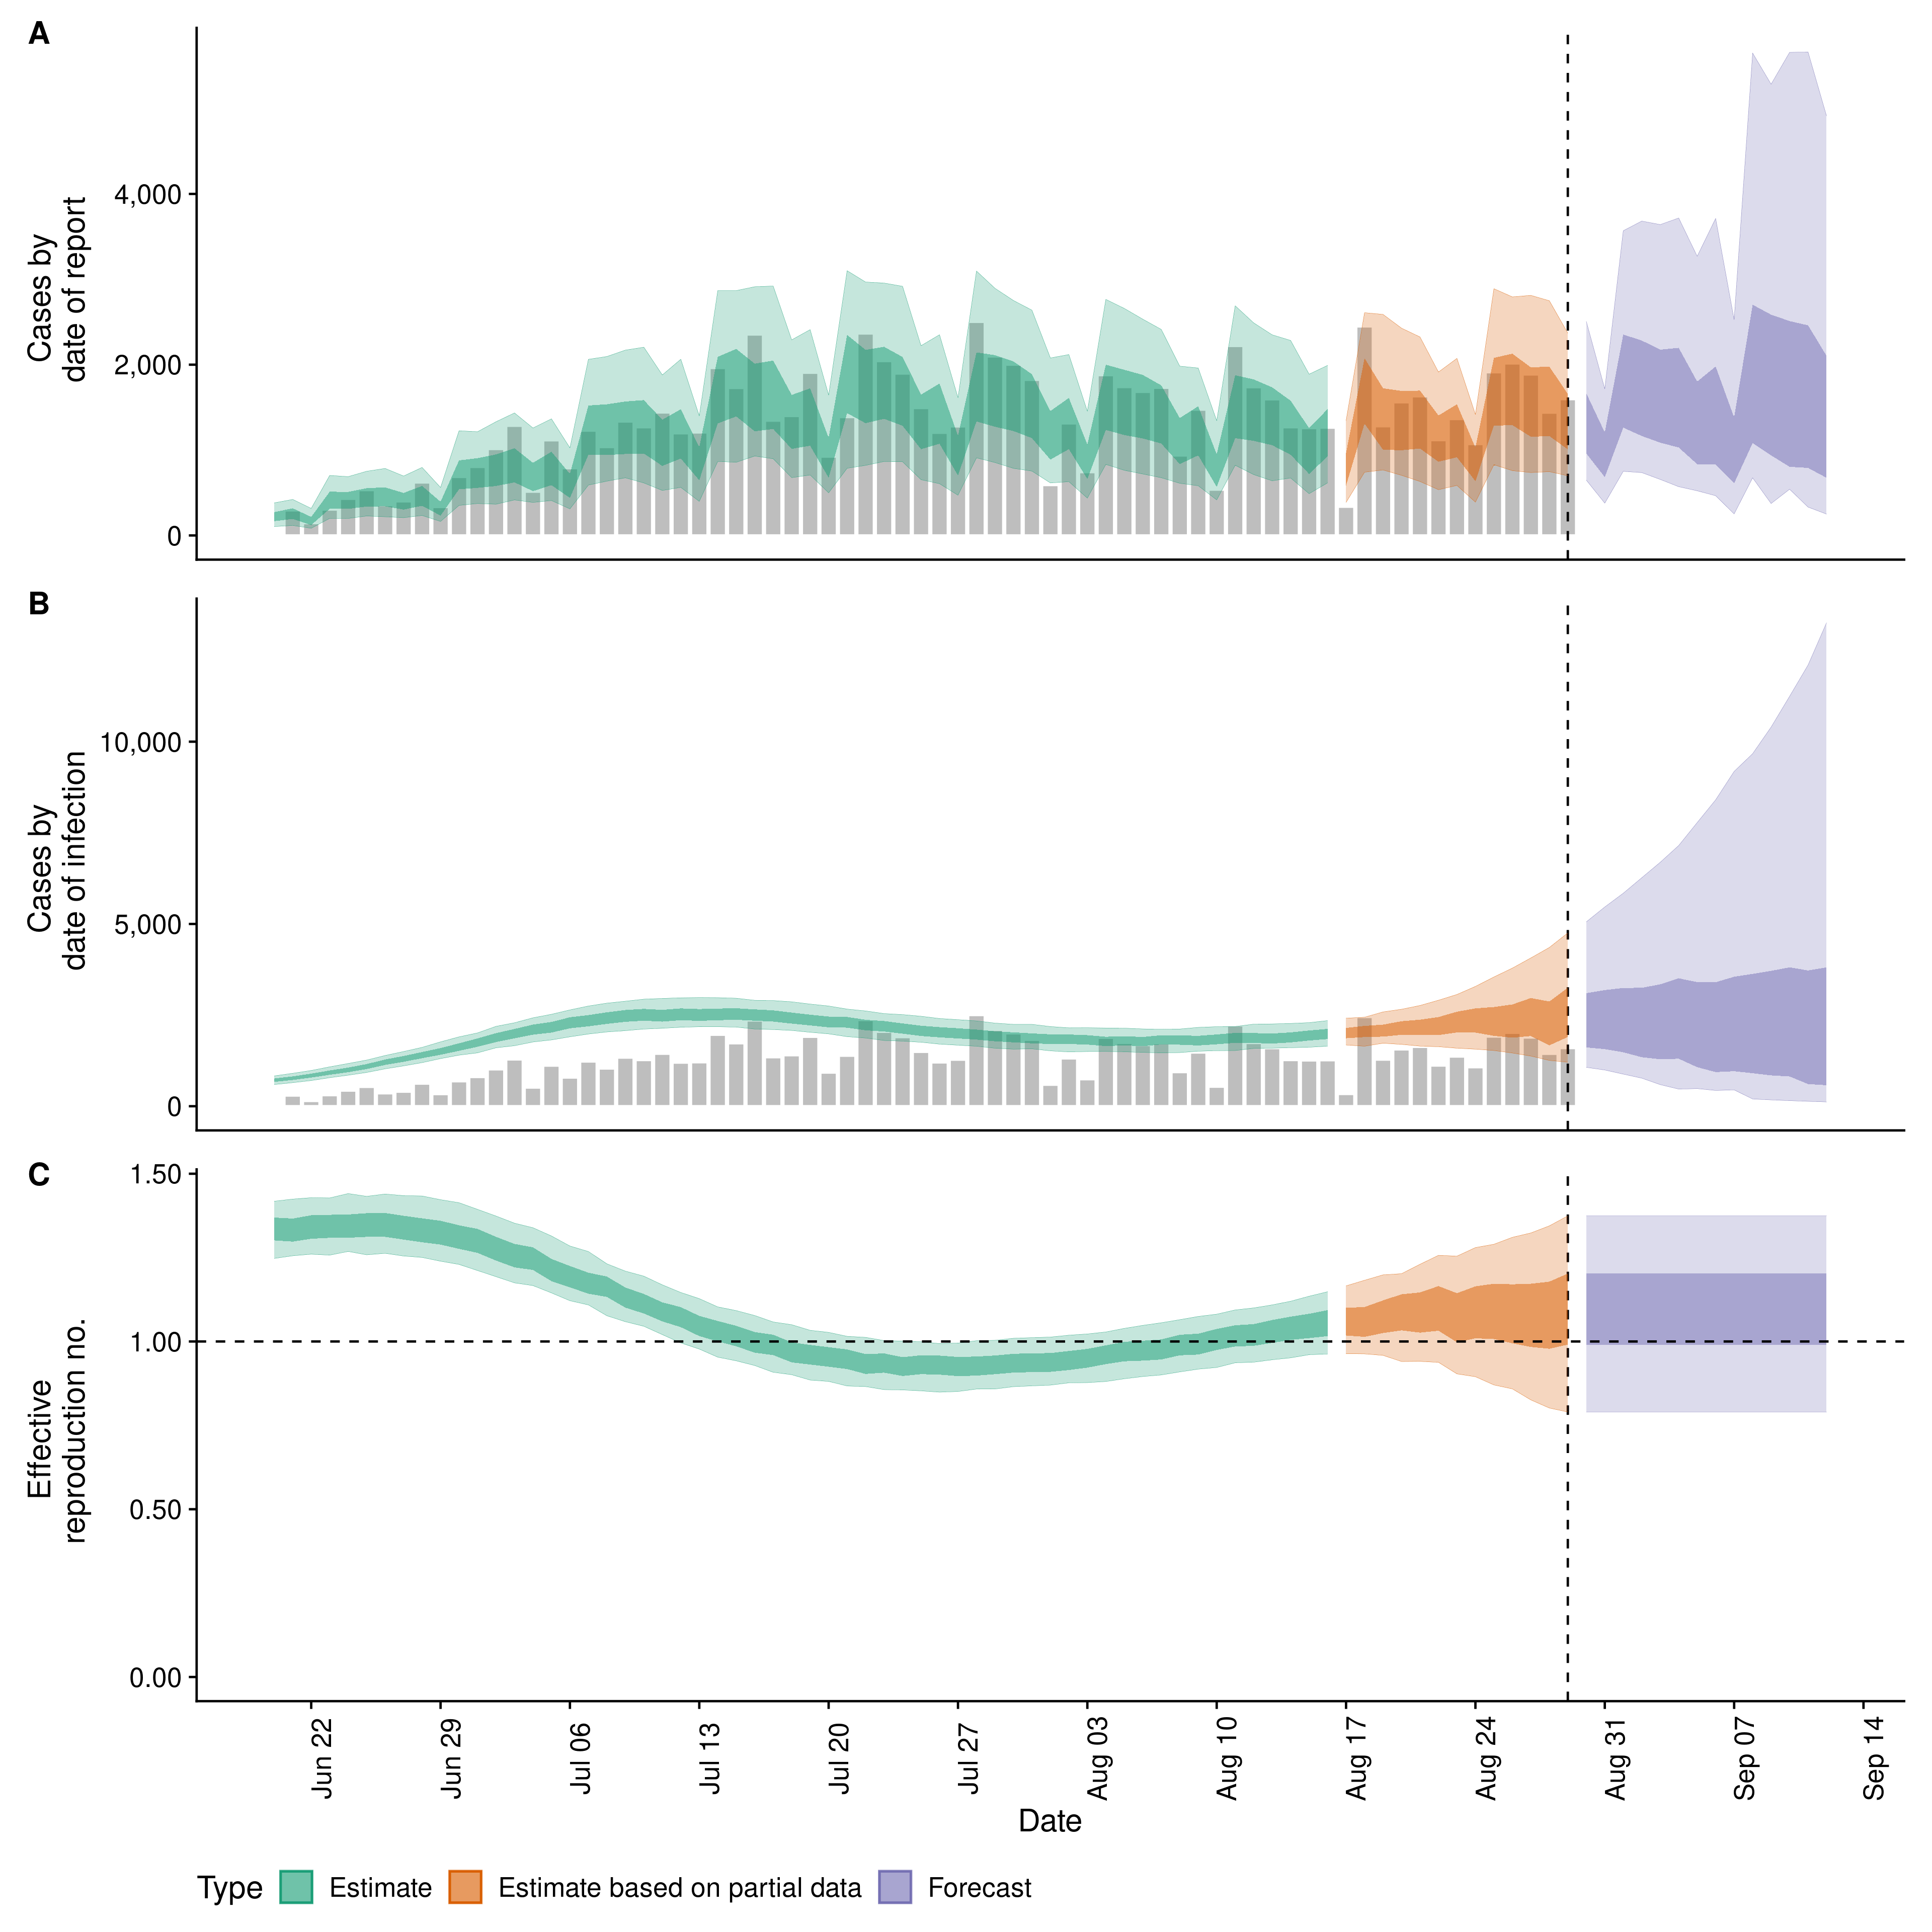 A
Cases by
date of report
4,000
2,000
0
B
Cases by
date of infection
10,000
5,000
0
C
Effective
reproduction no.
1.50
1.00
0.50
0.00
Jun 22
Jun 29
Jul 06
Jul 13
Jul 20
Jul 27
Aug 03
Aug 10
Aug 17
Aug 24
Aug 31
Sep 07
Sep 14
Date
Type Estimate Estimate based on partial data Forecast